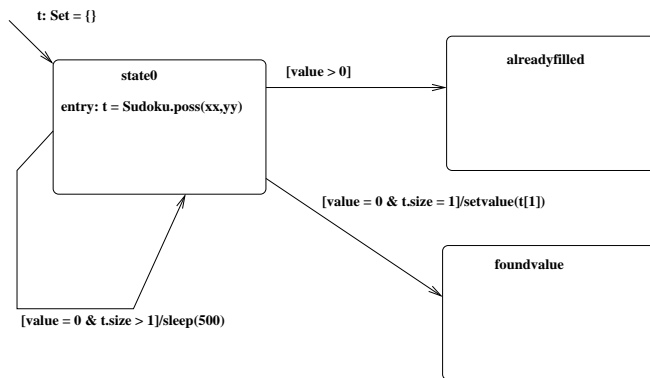 t: Set = {}
state0
entry: t = Sudoku.poss(xx,yy)
[value > 0]
alreadyfilled
[value = 0 & t.size = 1]/setvalue(t[1])
foundvalue
[value = 0 & t.size > 1]/sleep(500)